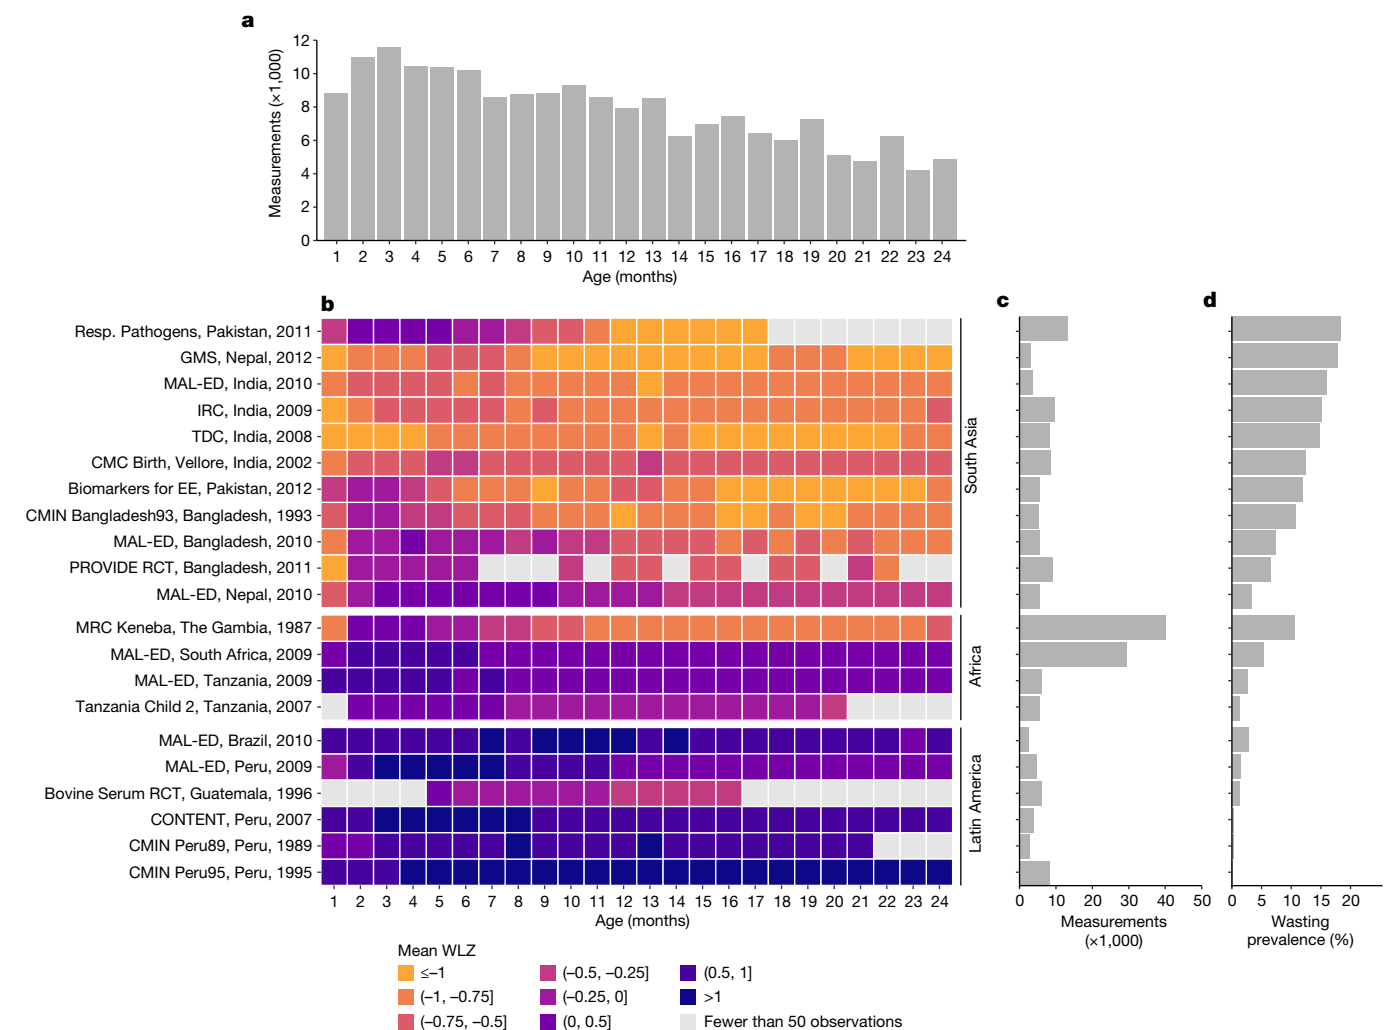 a
Measurements (×1,000)
12
10
8
6
4
2
0
1 2 3 4 5 6 7 8 9 10 11 12 13 14 15 16 17 18 19 20 21 22 23 24
Age (months)
b
c
d
Resp. Pathogens, Pakistan, 2011
GMS, Nepal, 2012
MAL-ED, India, 2010
IRC, India, 2009
TDC, India, 2008
CMC Birth, Vellore, India, 2002
Biomarkers for EE, Pakistan, 2012
CMIN Bangladesh93, Bangladesh, 1993
MAL-ED, Bangladesh, 2010
PROVIDE RCT, Bangladesh, 2011
MAL-ED, Nepal, 2010
South Asia
MRC Keneba, The Gambia, 1987
MAL-ED, South Africa, 2009
MAL-ED, Tanzania, 2009
Tanzania Child 2, Tanzania, 2007
Africa
MAL-ED, Brazil, 2010
MAL-ED, Peru, 2009
Bovine Serum RCT, Guatemala, 1996
CONTENT, Peru, 2007
CMIN Peru89, Peru, 1989
CMIN Peru95, Peru, 1995
Latin America
1 2 3 4 5 6 7 8 9 10 11 12 13 14 15 16 17 18 19 20 21 22 23 24
Age (months)
0 10 20 30 40 50
Measurements
(×1,000)
0 5 10 15 20
Wasting
prevalence (%)
Mean WLZ
≤–1
(–1, –0.75]
(–0.75, –0.5]
(–0.5, –0.25]
(–0.25, 0]
(0, 0.5]
(0.5, 1]
>1
Fewer than 50 observations